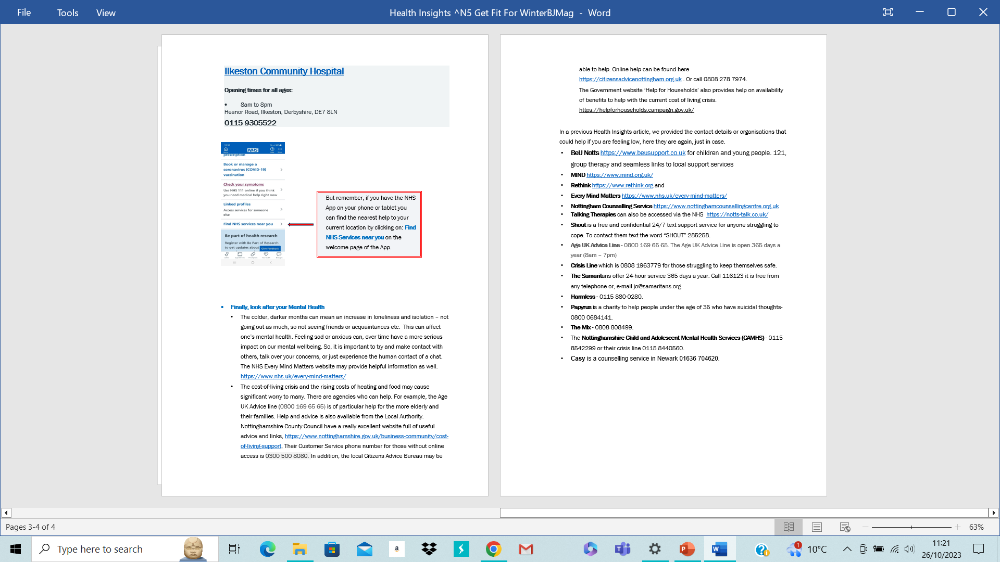 File
Tools
View
Health Insights ^N5 Get Fit For WinterBJMag - Word
Ilkeston Community Hospital
Opening times for all ages:
• 8am to 8pm
Heanor Road, Ilkeston, Derbyshire, DE7 8LN
0115 9305522
NHS
prescription
Book or manage a
coronavirus (COVID-19)
vaccination
Check your symptoms
Use NHS 111 online if you think
you need medical help right now
Linked profiles
Access services for someone
else
Find NHS services near you
Be part of health research
Register with Be Part of Research
to get updates about
Give Feedback
But remember, if you have the NHS
App on your phone or tablet you
can find the nearest help to your
current location by clicking on: Find
NHS Services near you on the
welcome page of the App.
• Finally, look after your Mental Health
• The colder, darker months can mean an increase in loneliness and isolation – not
going out as much, so not seeing friends or acquaintances etc. This can affect
one's mental health. Feeling sad or anxious can, over time have a more serious
impact on our mental wellbeing. So, it is important to try and make contact with
others, talk over your concerns, or just experience the human contact of a chat.
The NHS Every Mind Matters website may provide helpful information as well.
https://www.nhs.uk/every-mind-matters/
• The cost-of-living crisis and the rising costs of heating and food may cause
significant worry to many. There are agencies who can help. For example, the Age
UK Advice line (0800 169 65 65) is of particular help for the more elderly and
their families. Help and advice is also available from the Local Authority.
Nottinghamshire County Council have a really excellent website full of useful
advice and links, https://www.nottinghamshire.gov.uk/business-community/cost-
of-living-support, Their Customer Service phone number for those without online
access is 0300 500 8080. In addition, the local Citizens Advice Bureau may be
able to help. Online help can be found here
https://citizensadvicenottingham.org.uk . Or call 0808 278 7974.
The Government website ‘Help for Households’ also provides help on availability
of benefits to help with the current cost of living crisis.
https://helpforhouseholds.campaign.gov.uk/
In a previous Health Insights article, we provided the contact details or organisations that
could help if you are feeling low, here they are again, just in case.
• BeU Notts https://www.beusupport.co.uk for children and young people. 121,
group therapy and seamless links to local support services
• MIND https://www.mind.org.uk/
• Rethink https://www.rethink.org and
• Every Mind Matters https://www.nhs.uk/every-mind-matters/
• Nottingham Counselling Service https://www.nottinghamcounsellingcentre.org.uk
• Talking Therapies can also be accessed via the NHS https://notts-talk.co.uk/
• Shout is a free and confidential 24/7 text support service for anyone struggling to
cope. To contact them text the word “SHOUT” 285258.
• Age UK Advice Line - 0800 169 65 65. The Age UK Advice Line is open 365 days a
year (8am – 7pm)
• Crisis Line which is 0808 1963779 for those struggling to keep themselves safe.
• The Samaritans offer 24-hour service 365 days a year. Call 116123 it is free from
any telephone or, e-mail jo@samaritans.org
• Harmless - 0115 880-0280.
• Papyrus is a charity to help people under the age of 35 who have suicidal thoughts-
0800 0684141.
• The Mix - 0808 808499.
• The Nottinghamshire Child and Adolescent Mental Health Services (CAMHS) - 0115
8542299 or their crisis line 0115 8440560.
• Casy is a counselling service in Newark 01636 704620.
Pages 3-4 of 4
63%
Type here to search
1
10°C
11:21
26/10/2023